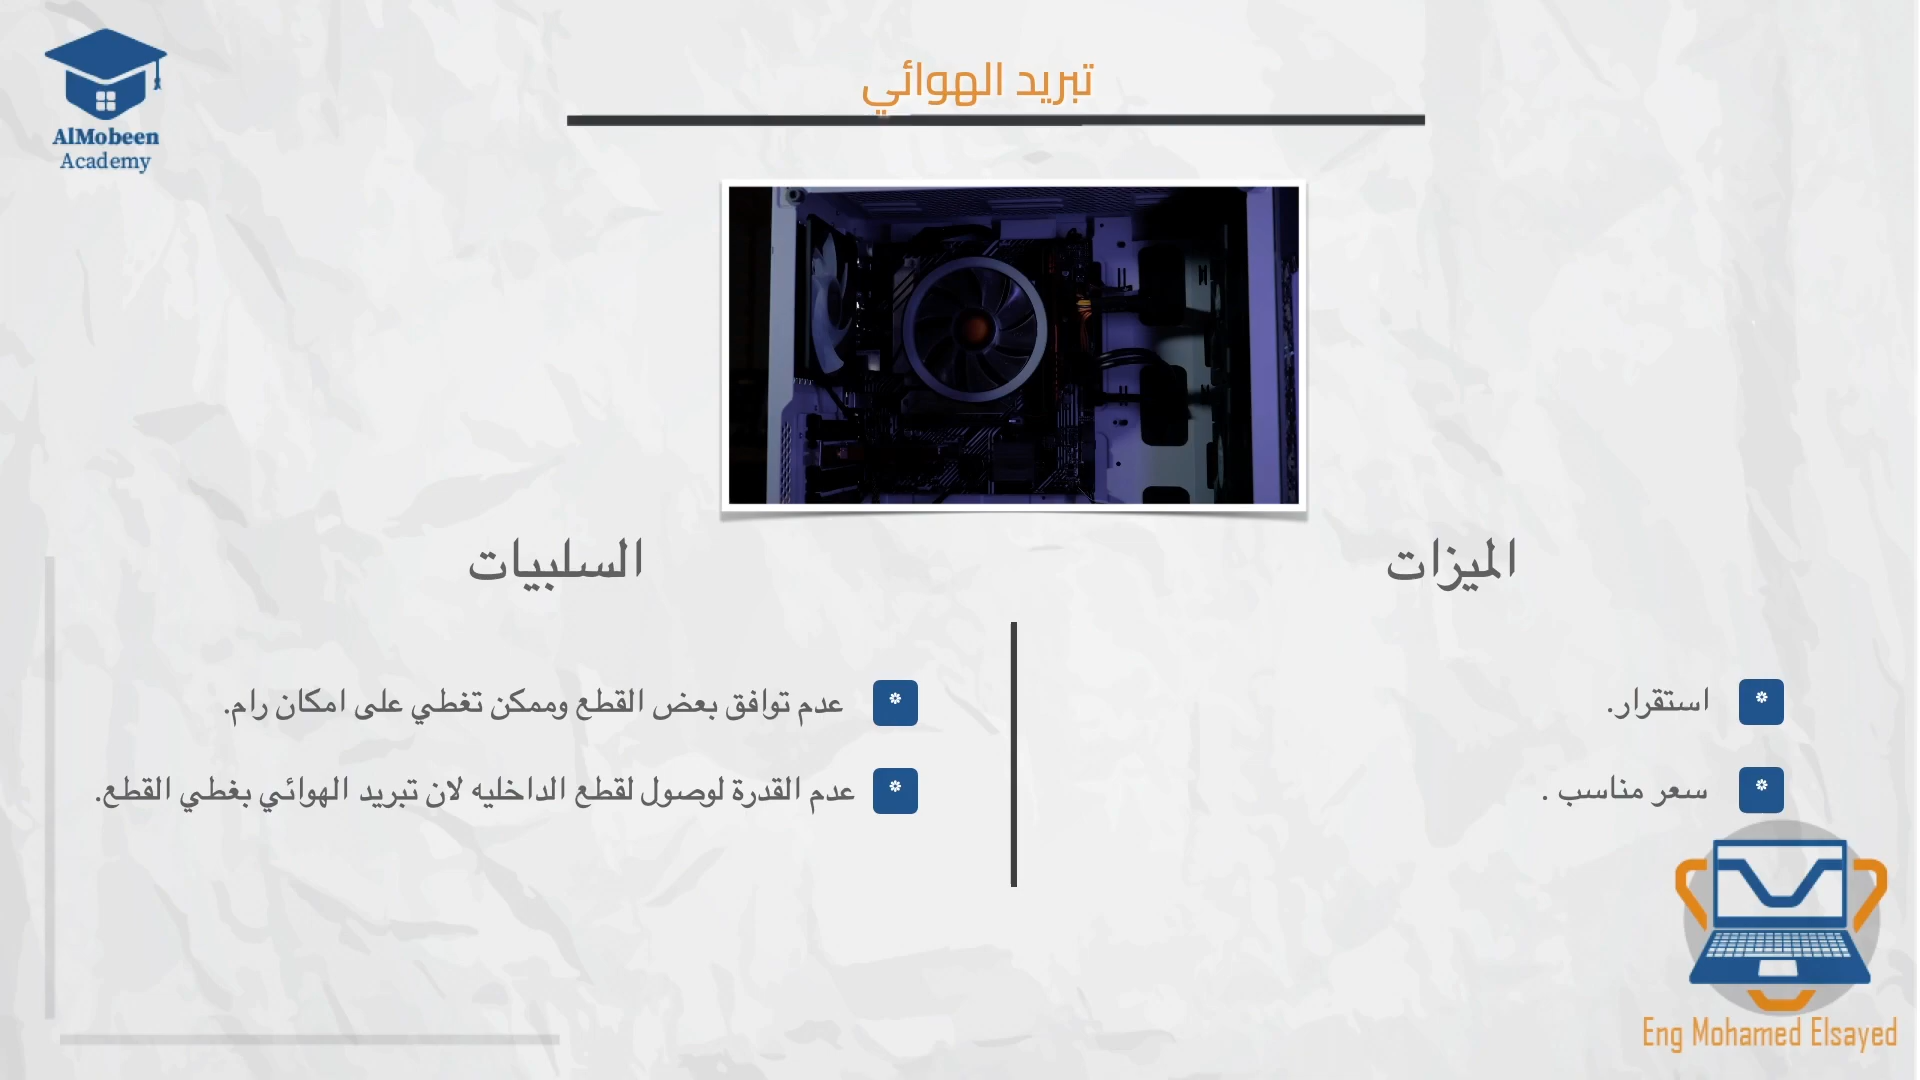 AlMobeen
Academy
تبريد الهوائي
الميزات
استقرار.
سعر مناسب .
السلبيات
عدم توافق بعض القطع وممكن تغطي على امكان رام.
عدم القدرة لوصول لقطع الداخليه لان تبريد الهوائي بغطي القطع.
Eng Mohamed Elsayed